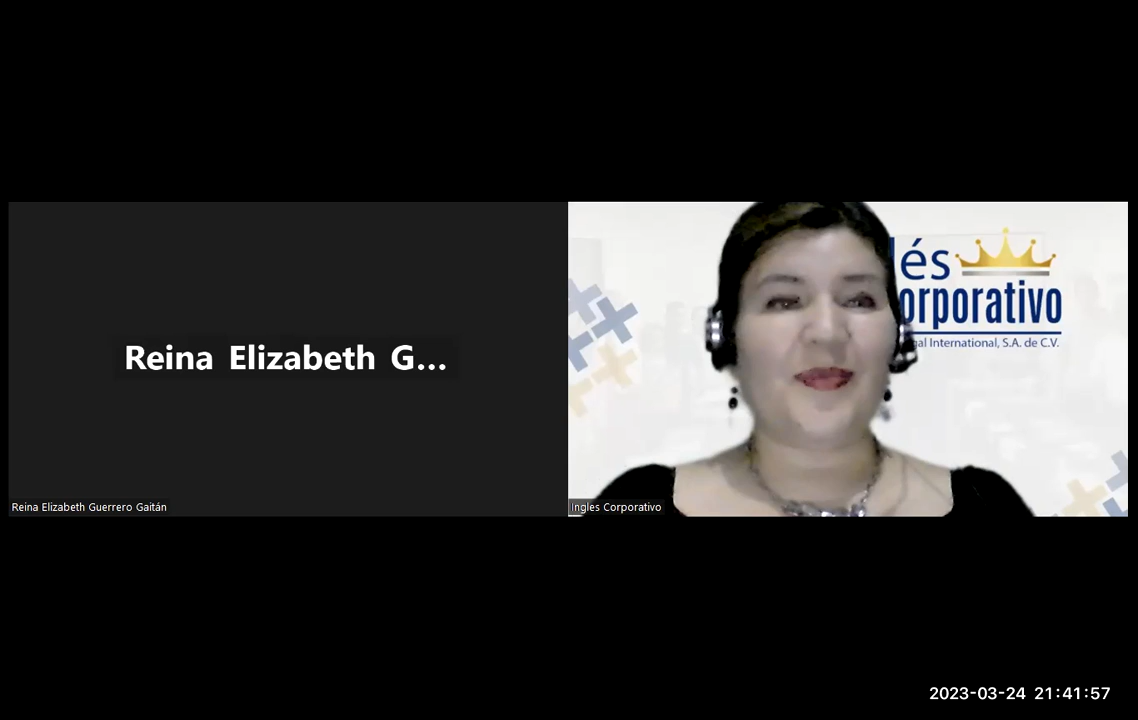 Reina Elizabeth G...
Reina Elizabeth Guerrero Gaitán
lés
orporativo
gal International, S.A. de C.V.
Ingles Corporativo
2023-03-24 21:41:57